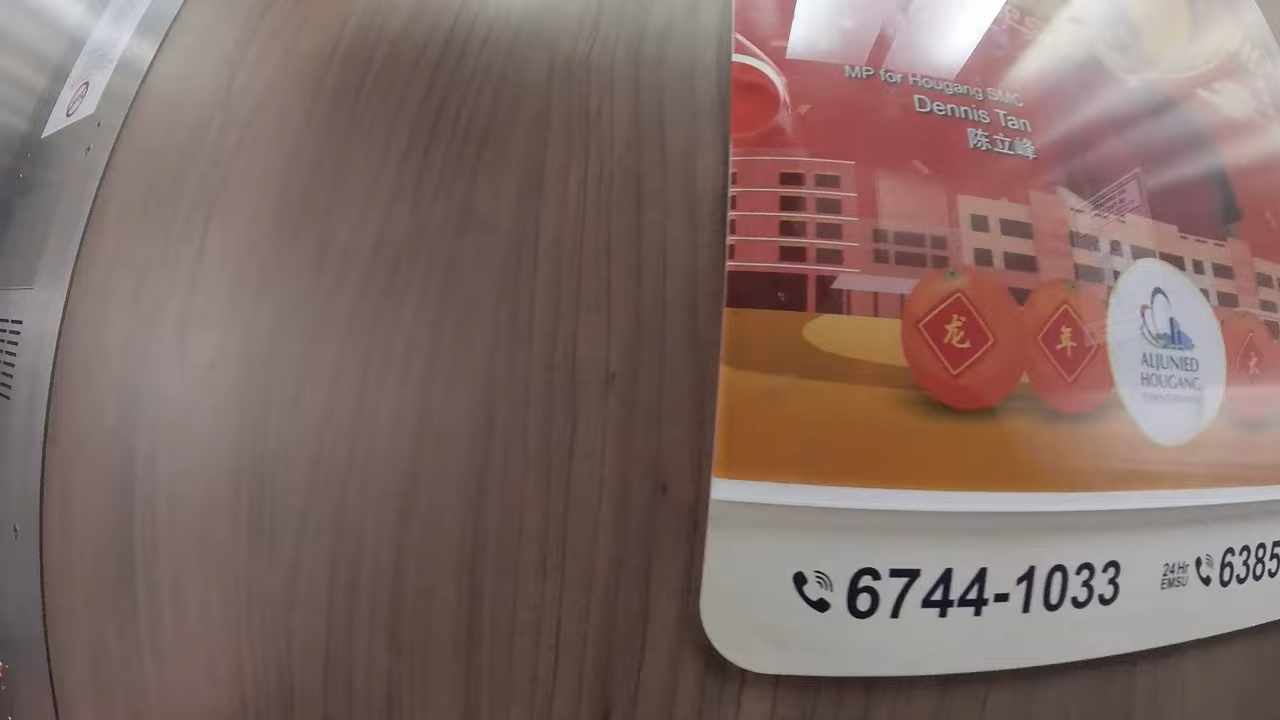 MP for Hougang SMC
Dennis Tan
陈立峰
龙
年
大
ALJUNIED
HOUGANG
6744-1033
24 Hr
EMSU
6385